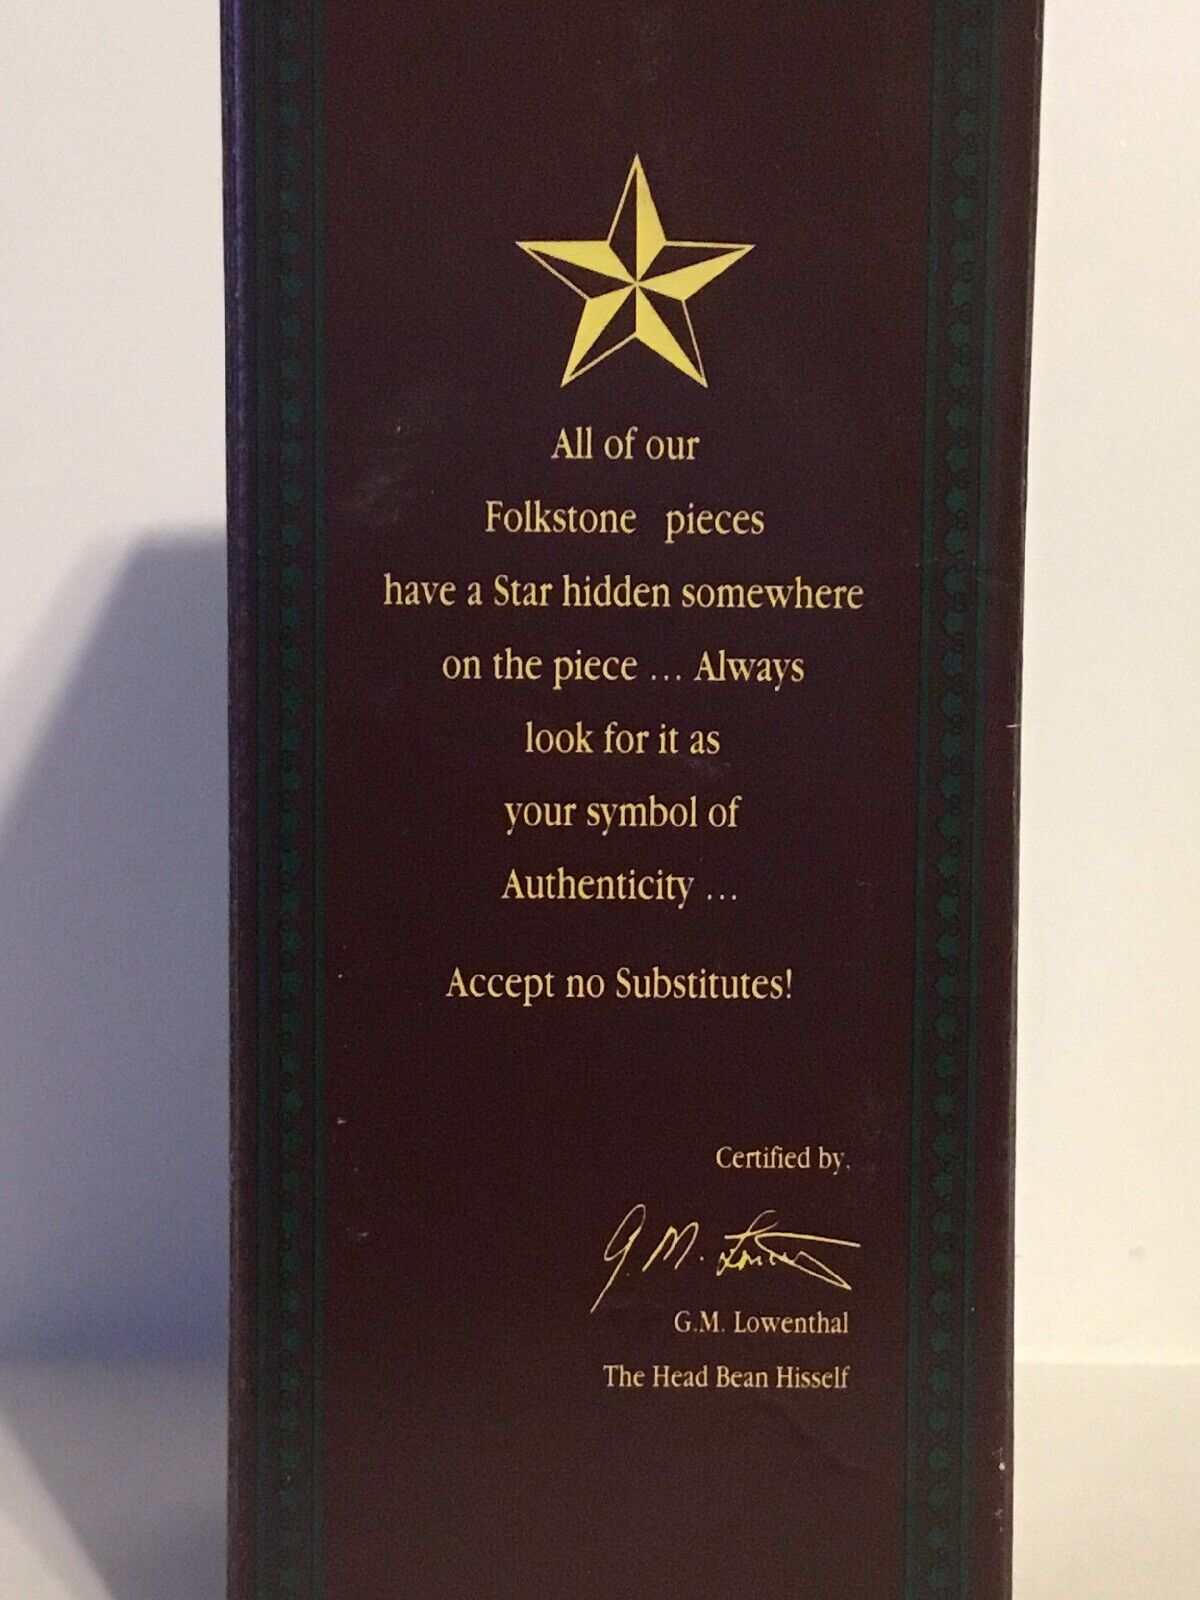 All of our
Folkstone pieces
have a Star hidden somewhere
on the piece ... Always
look for it as
your symbol of
Authenticity ...
Accept no Substitutes!
Certified by.
G.M. Lowenthal
The Head Bean Hisself